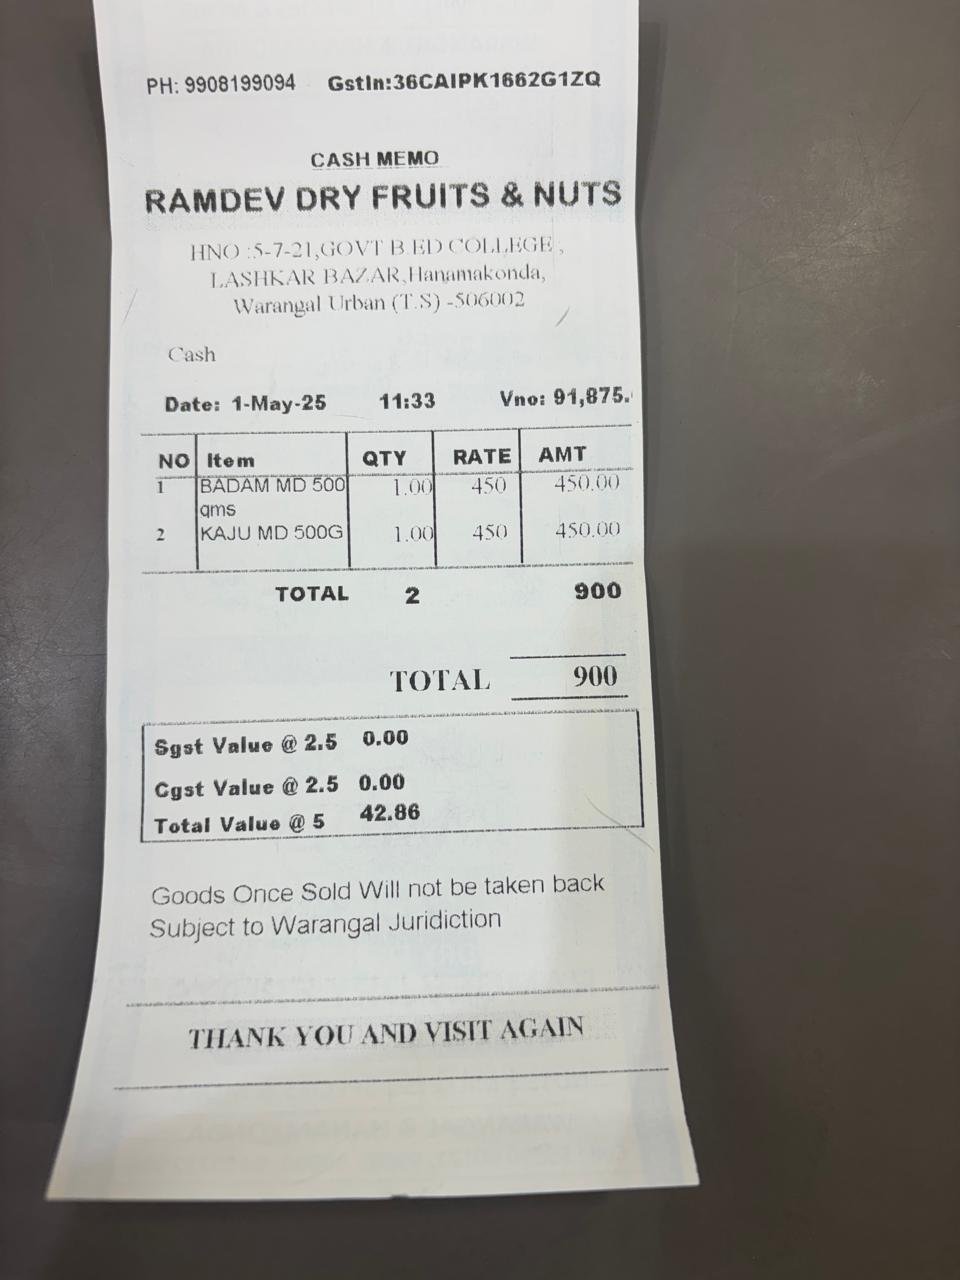 PH: 9908199094 GstIn:36CAIPK1662G1ZQ
CASH MEMO
RAMDEV DRY FRUITS & NUTS
HNO :5-7-21,GOVT B.ED COLLEGE ,
LASHKAR BAZAR,Hanamakonda,
Warangal Urban (T.S) -506002
Cash
Date: 1-May-25 11:33 Vno: 91,875.
NO Item QTY RATE AMT
1 BADAM MD 500 1.00 450 450.00
gms
2 KAJU MD 500G 1.00 450 450.00
TOTAL 2 900
TOTAL 900
Sgst Value @ 2.5 0.00
Cgst Value @ 2.5 0.00
Total Value @ 5 42.86
Goods Once Sold Will not be taken back
Subject to Warangal Juridiction
THANK YOU AND VISIT AGAIN